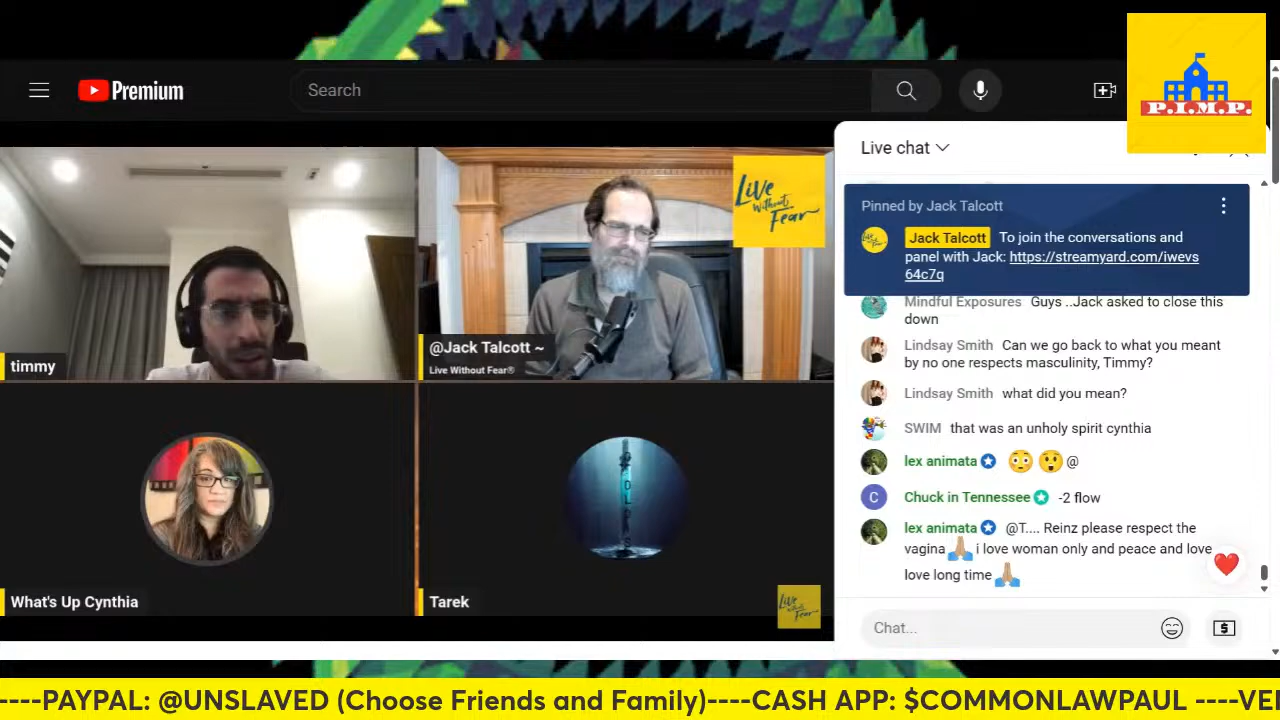 Premium
Search
P.I.M.P.
Live chat
Pinned by Jack Talcott
Jack Talcott To join the conversations and
panel with Jack: https://streamyard.com/iwevs
64c7q
Mindful Exposures Guys ..Jack asked to close this
down
Lindsay Smith Can we go back to what you meant
by no one respects masculinity, Timmy?
Lindsay Smith what did you mean?
SWIM that was an unholy spirit cynthia
lex animata 😳 😲 @
C Chuck in Tennessee -2 flow
lex animata @T.... Reinz please respect the
vagina 🙏🏼 i love woman only and peace and love
love long time 🙏🏼
Chat...
Live
Without
Fear
timmy
@Jack Talcott ~
Live Without Fear®
What's Up Cynthia
Tarek
----PAYPAL: @UNSLAVED (Choose Friends and Family)----CASH APP: $COMMONLAWPAUL ----VE